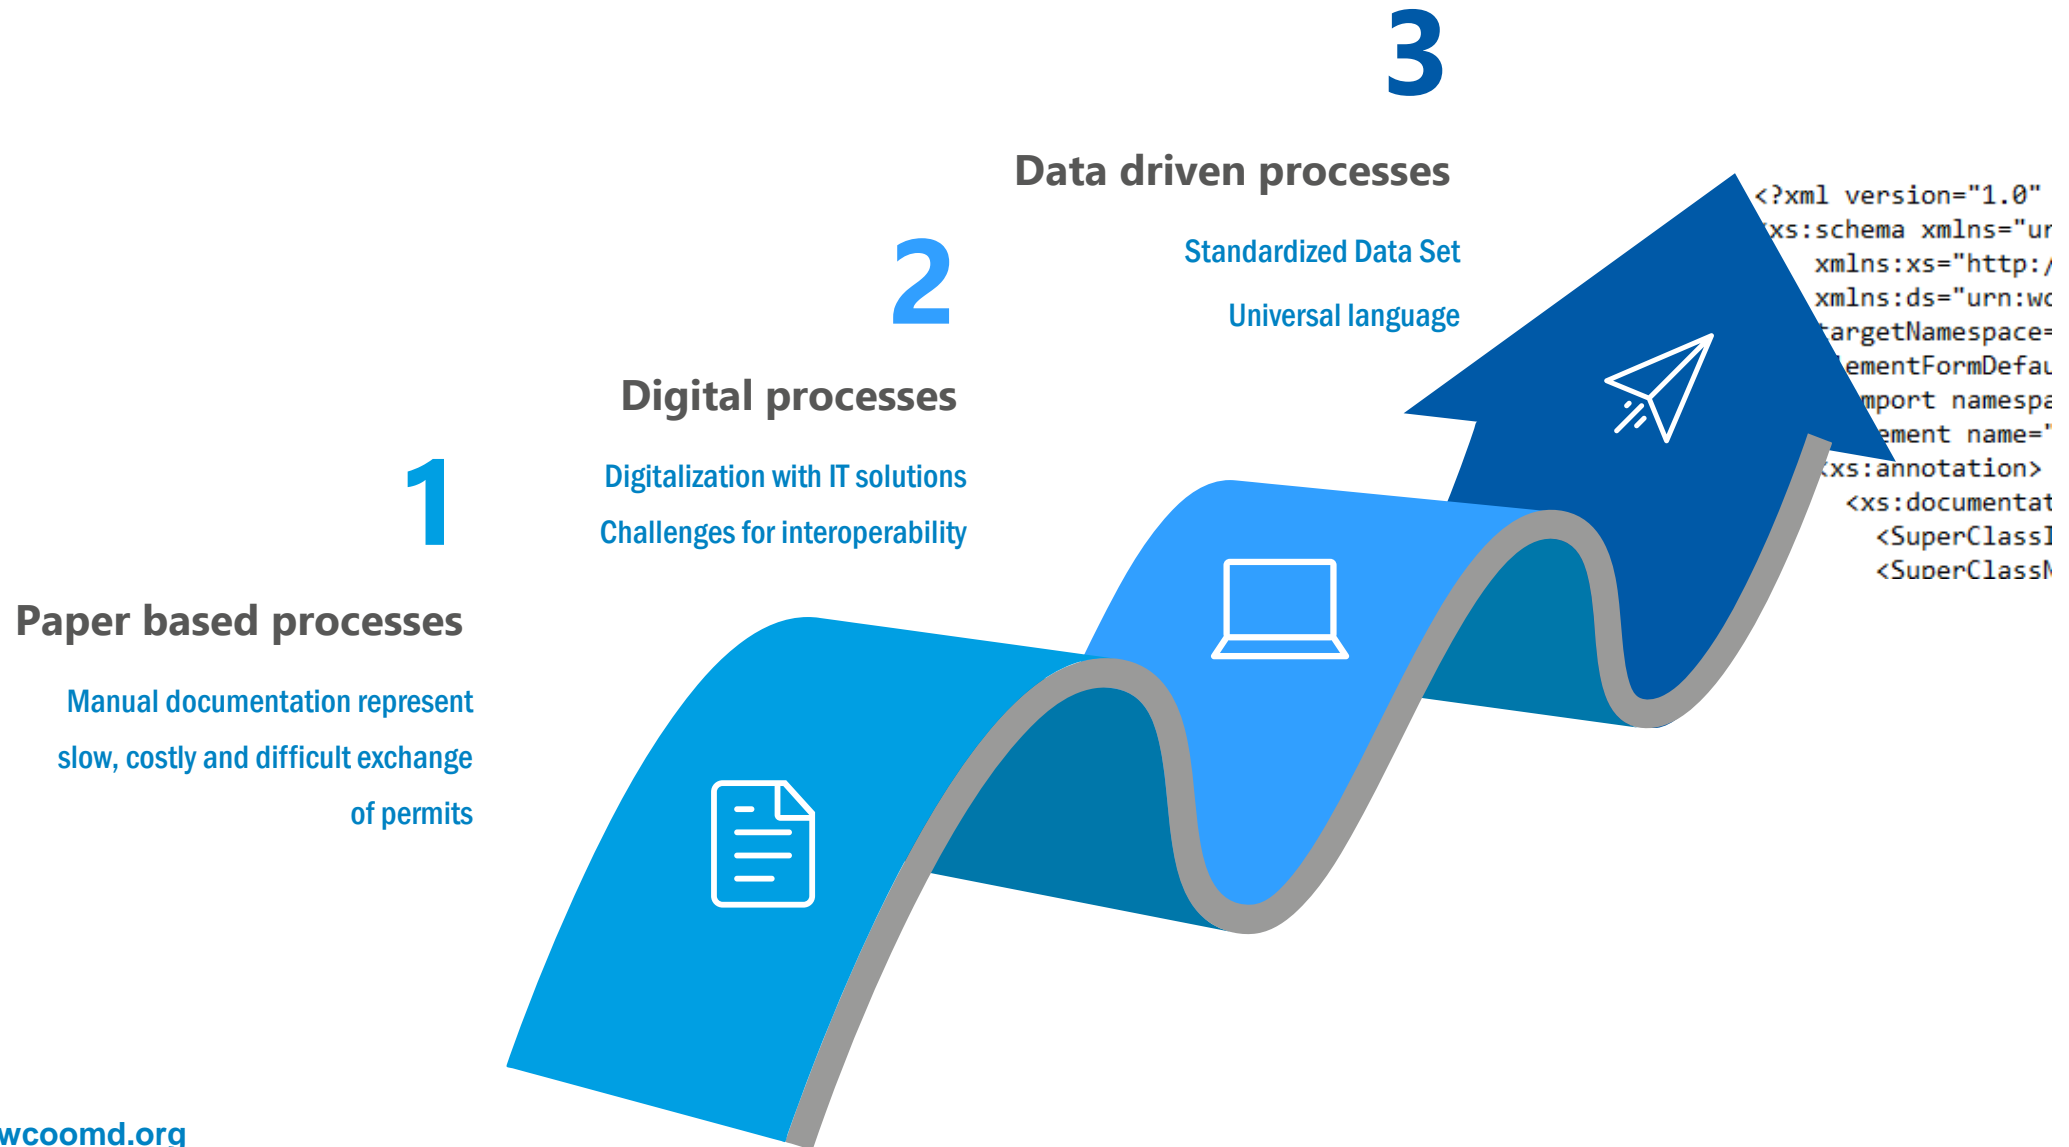 3
Data driven processes
Standardized Data Set
Universal language
2
Digital processes
Digitalization with IT solutions
Challenges for interoperability
1
Paper based processes
Manual documentation represent
slow, costly and difficult exchange
of permits
<?xml version="1.0"
xs:schema xmlns="ur
xmlns:xs="http:/
xmlns:ds="urn:wc
targetNamespace=
ementFormDefau
mport namespa
ement name="
<xs:annotation>
<xs:documentat
<SuperClassI
<SuperClassN
wcoomd.org